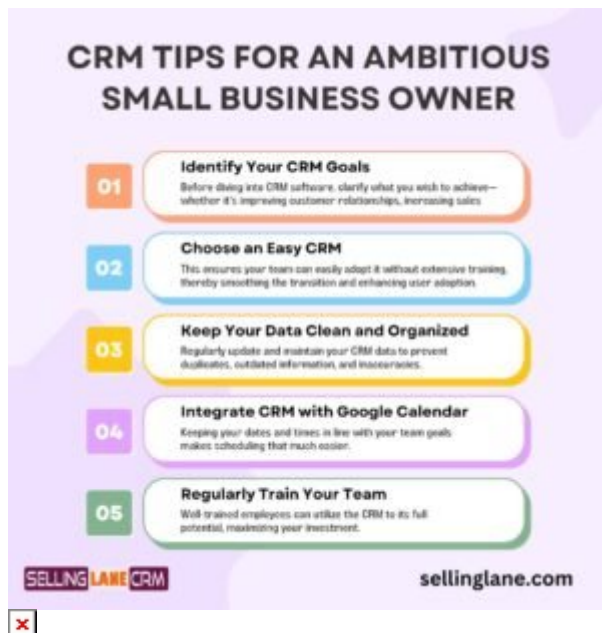 CRM TIPS FOR AN AMBITIOUS
SMALL BUSINESS OWNER
01
Identify Your CRM Goals
Before diving into CRM software, clarify what you wish to achieve—
whether it's improving customer relationships, increasing sales
02
Choose an Easy CRM
This ensures your team can easily adopt it without extensive training,
thereby smoothing the transition and enhancing user adoption.
03
Keep Your Data Clean and Organized
Regularly update and maintain your CRM data to prevent
duplicates, outdated information, and inaccuracies.
04
Integrate CRM with Google Calendar
Keeping your dates and times in line with your team goals
makes scheduling that much easier.
05
Regularly Train Your Team
Well-trained employees can utilize the CRM to its full
potential, maximizing your investment.
SELLING LANE CRM
sellinglane.com